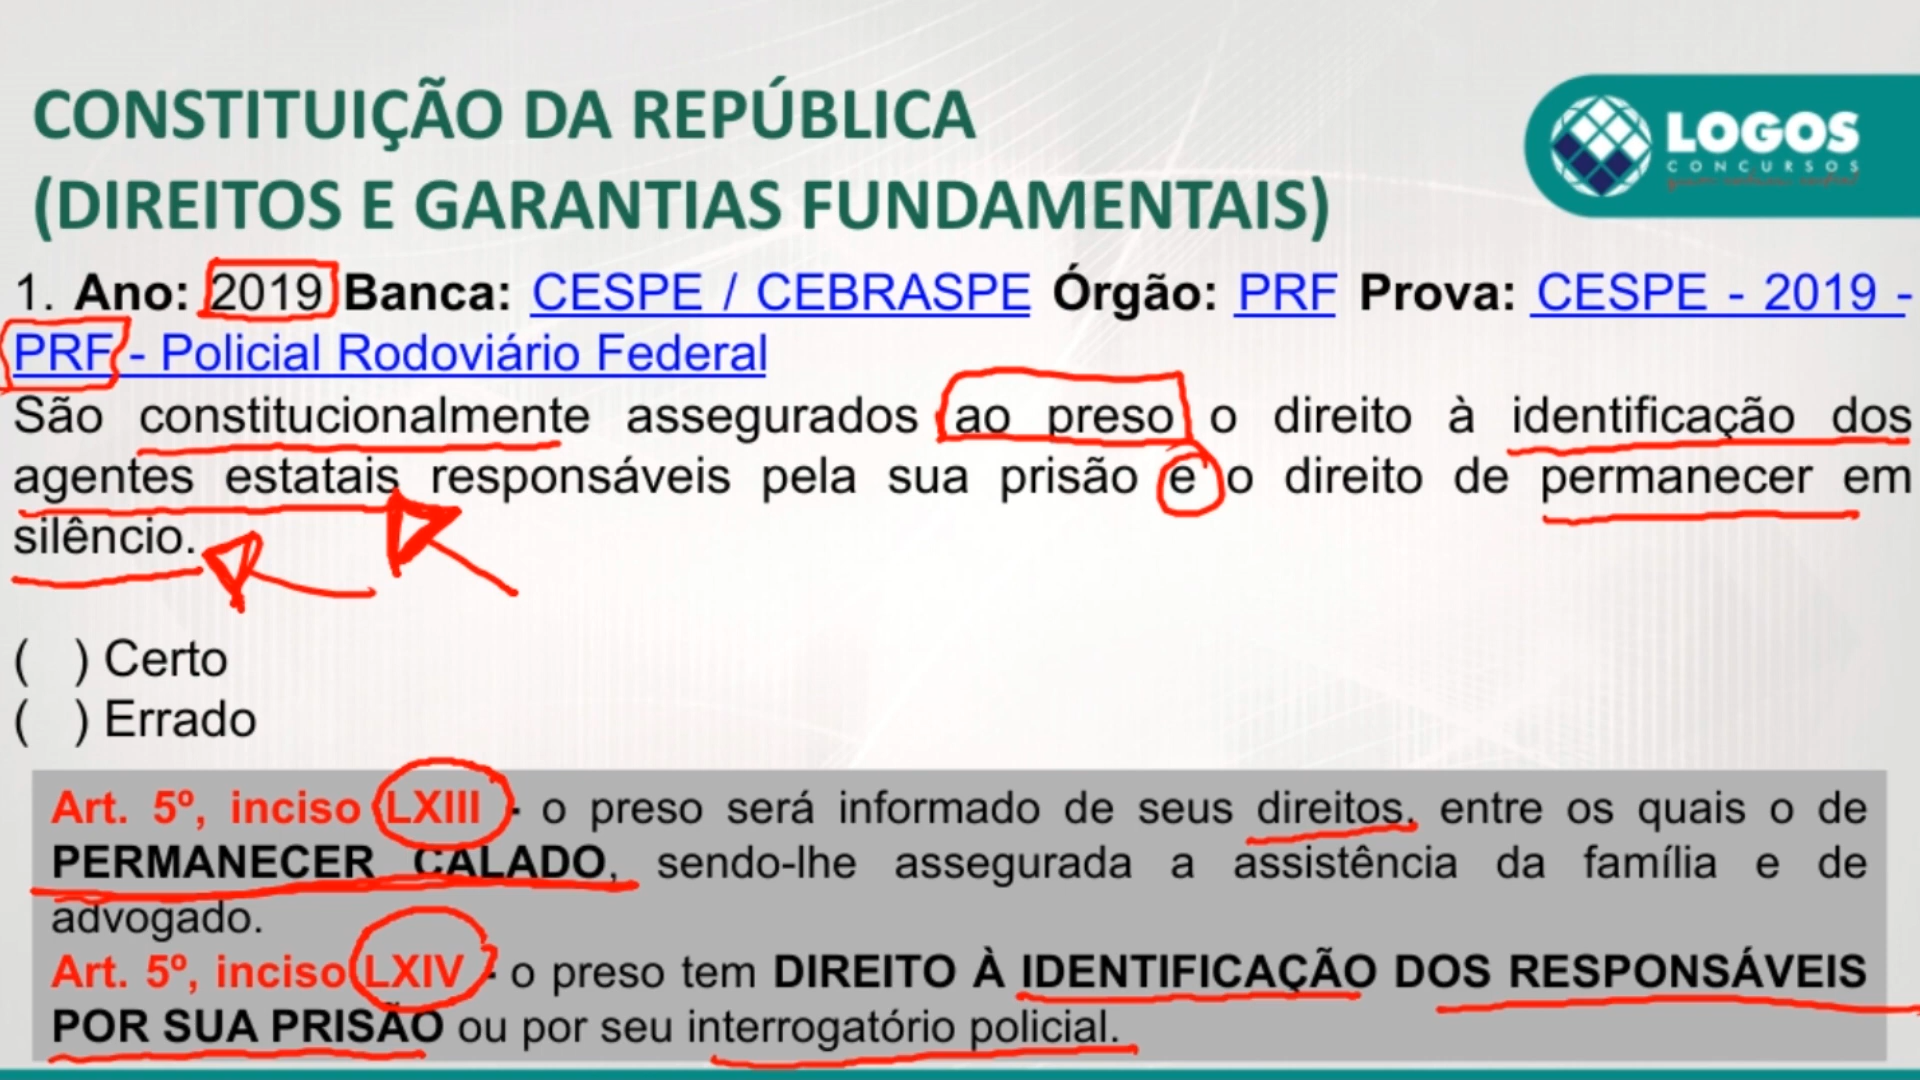 CONSTITUIÇÃO DA REPÚBLICA
(DIREITOS E GARANTIAS FUNDAMENTAIS)
LOGOS
CONCURSOS
1. Ano: 2019 Banca: CESPE / CEBRASPE Órgão: PRF Prova: CESPE - 2019 -
PRF - Policial Rodoviário Federal
São constitucionalmente assegurados ao preso o direito à identificação dos
agentes estatais responsáveis pela sua prisão e o direito de permanecer em
silêncio.
( ) Certo
( ) Errado
Art. 5º, inciso LXIII - o preso será informado de seus direitos, entre os quais o de
PERMANECER CALADO, sendo-lhe assegurada a assistência da família e de
advogado.
Art. 5º, inciso LXIV - o preso tem DIREITO À IDENTIFICAÇÃO DOS RESPONSÁVEIS
POR SUA PRISÃO ou por seu interrogatório policial.